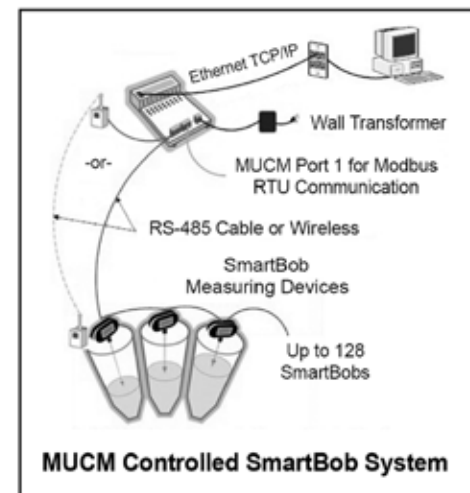 Ethernet TCP/IP
Wall Transformer
-or-
MUCM Port 1 for Modbus
RTU Communication
RS-485 Cable or Wireless
SmartBob
Measuring Devices
Up to 128
SmartBobs
MUCM Controlled SmartBob System